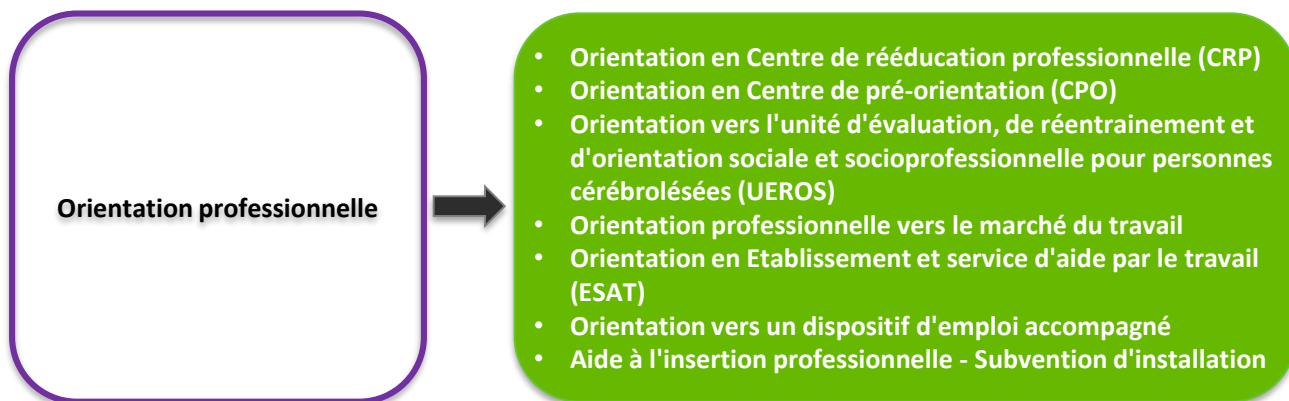 Orientation professionnelle
• Orientation en Centre de rééducation professionnelle (CRP)
• Orientation en Centre de pré-orientation (CPO)
• Orientation vers l'unité d'évaluation, de réentrainement et
d'orientation sociale et socioprofessionnelle pour personnes
cérébrolésées (UEROS)
• Orientation professionnelle vers le marché du travail
• Orientation en Etablissement et service d'aide par le travail
(ESAT)
• Orientation vers un dispositif d'emploi accompagné
• Aide à l'insertion professionnelle - Subvention d'installation